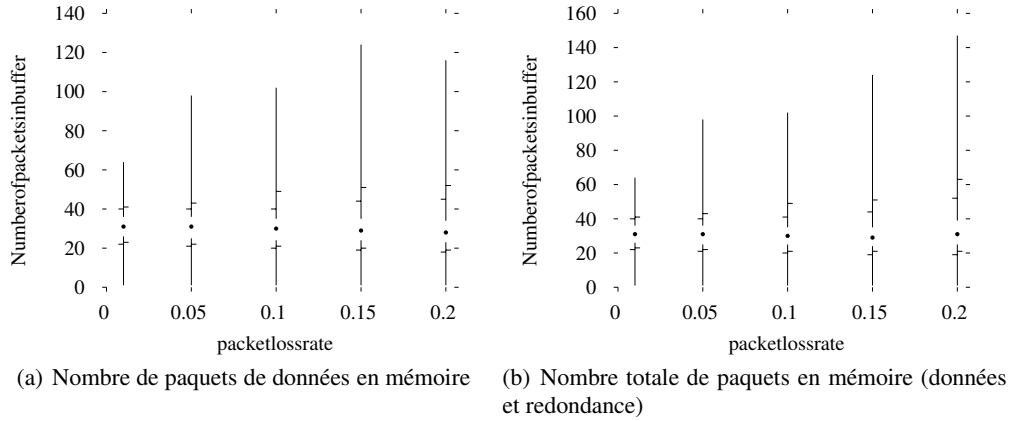 140
120
100
80
60
40
20
0
Numberofpacketsinbuffer
0 0.05 0.1 0.15 0.2
packetlossrate
(a) Nombre de paquets de données en mémoire
160
140
120
100
80
60
40
20
0
Numberofpacketsinbuffer
0 0.05 0.1 0.15 0.2
packetlossrate
(b) Nombre totale de paquets en mémoire (données
et redondance)